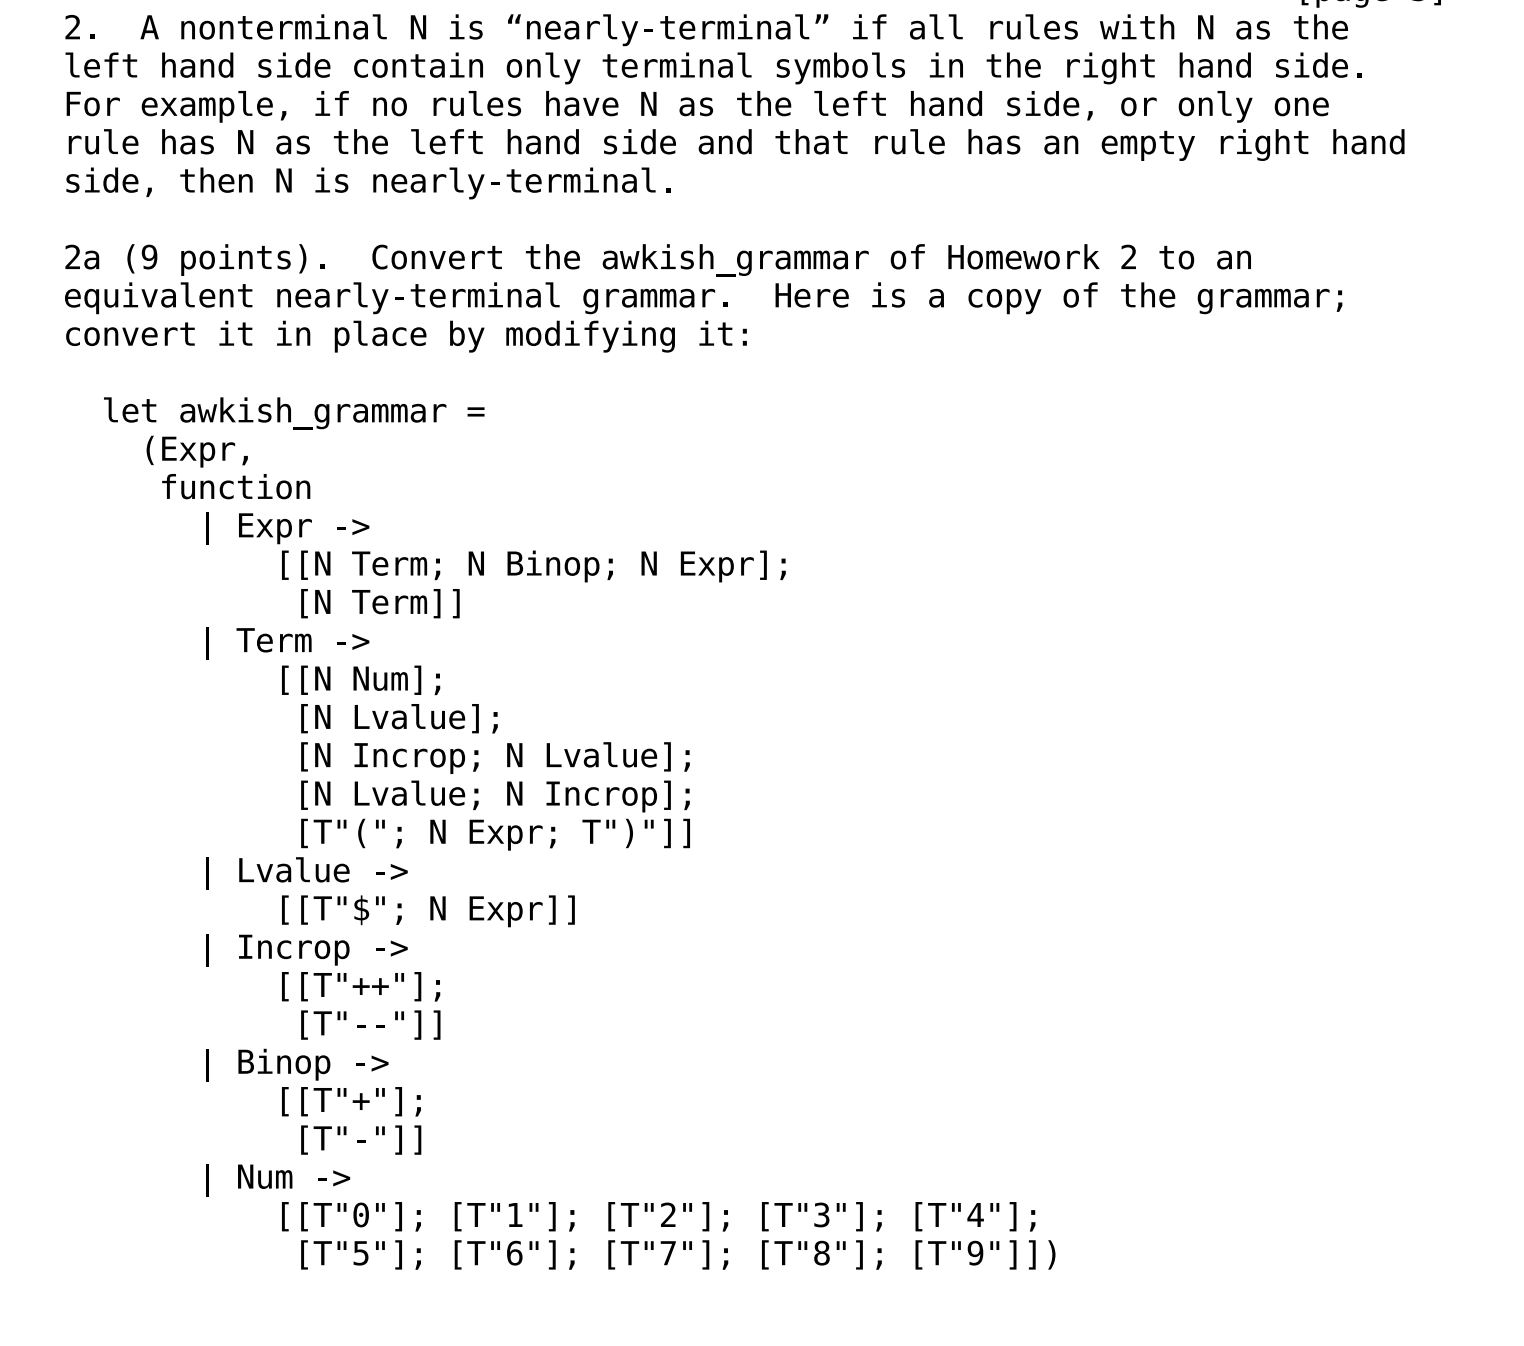 2.  A nonterminal N is “nearly-terminal” if all rules with N as the
left hand side contain only terminal symbols in the right hand side.
For example, if no rules have N as the left hand side, or only one
rule has N as the left hand side and that rule has an empty right hand
side, then N is nearly-terminal.

2a (9 points).  Convert the awkish_grammar of Homework 2 to an
equivalent nearly-terminal grammar.  Here is a copy of the grammar;
convert it in place by modifying it:

  let awkish_grammar =
    (Expr,
     function
       | Expr ->
           [[N Term; N Binop; N Expr];
            [N Term]]
       | Term ->
           [[N Num];
            [N Lvalue];
            [N Incrop; N Lvalue];
            [N Lvalue; N Incrop];
            [T"("; N Expr; T")"]]
       | Lvalue ->
           [[T"$"; N Expr]]
       | Incrop ->
           [[T"++"];
            [T"--"]]
       | Binop ->
           [[T"+"];
            [T"-"]]
       | Num ->
           [[T"0"]; [T"1"]; [T"2"]; [T"3"]; [T"4"];
            [T"5"]; [T"6"]; [T"7"]; [T"8"]; [T"9"]])